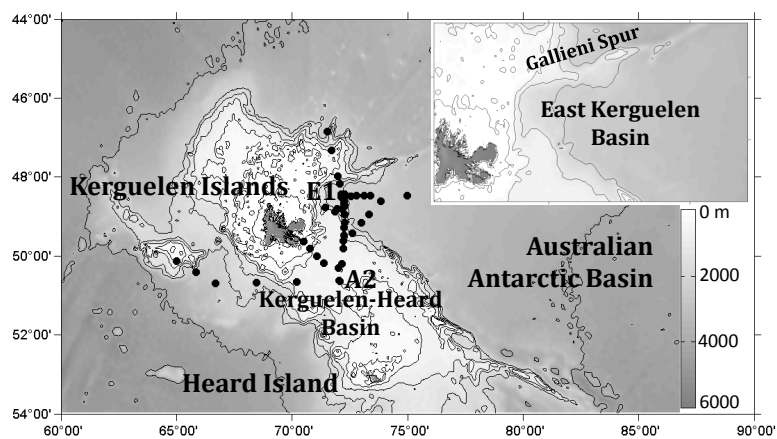 44°00'
46°00'
48°00'
50°00'
52°00'
54°00'
60°00'
65°00'
70°00'
75°00'
80°00'
85°00'
90°00'
Gallieni Spur
East Kerguelen
Basin
Kerguelen Islands
E1
A2
Kerguelen-Heard
Basin
Heard Island
Australian
Antarctic Basin
0 m
2000
4000
6000